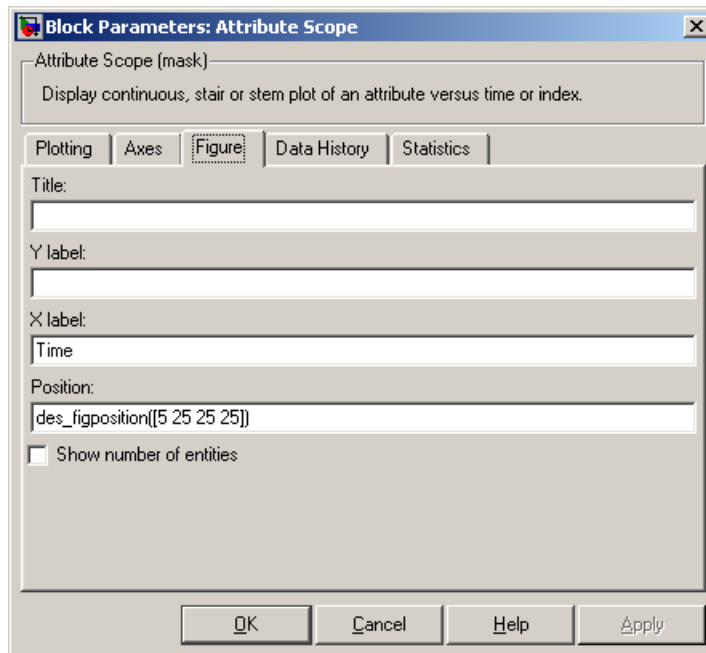 Block Parameters: Attribute Scope
Attribute Scope (mask)
Display continuous, stair or stem plot of an attribute versus time or index.
Plotting Axes Figure Data History Statistics
Title:
Y label:
X label:
Time
Position:
des_figposition([5 25 25 25])
Show number of entities
OK Cancel Help Apply